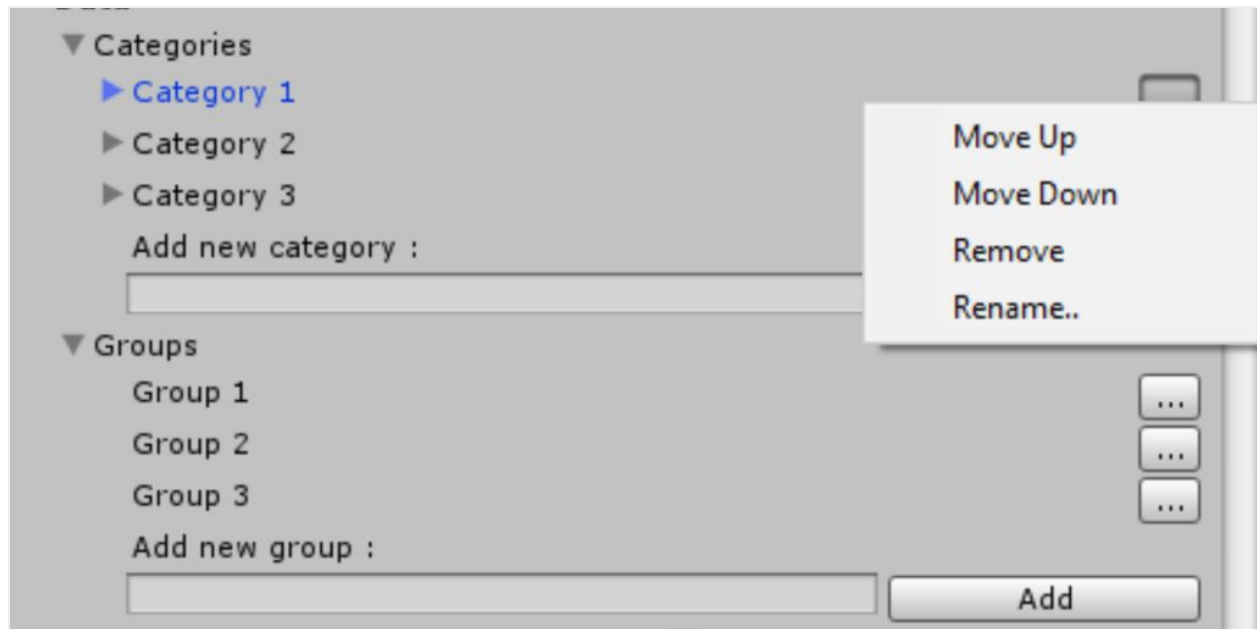 Categories
Category 1
Category 2
Category 3
Add new category :
Move Up
Move Down
Remove
Rename..
Groups
Group 1 ...
Group 2 ...
Group 3 ...
Add new group :
Add